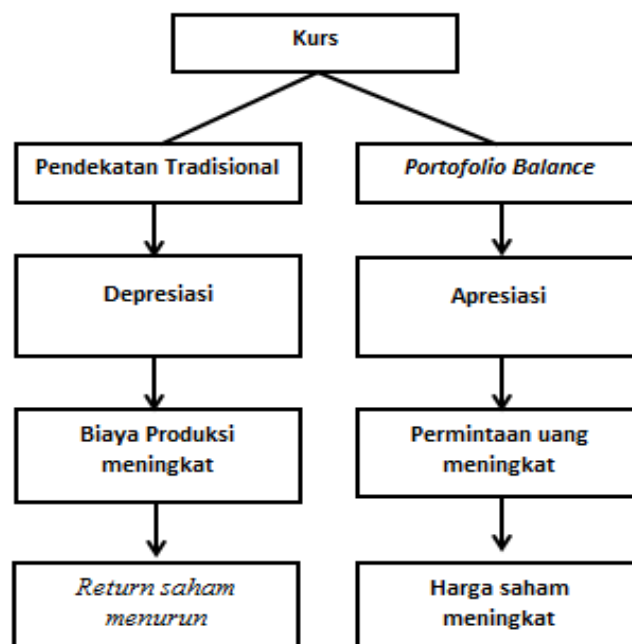 Kurs
Pendekatan Tradisional
Portofolio Balance
Depresiasi
Apresiasi
Biaya Produksi
meningkat
Permintaan uang
meningkat
Return saham
menurun
Harga saham
meningkat